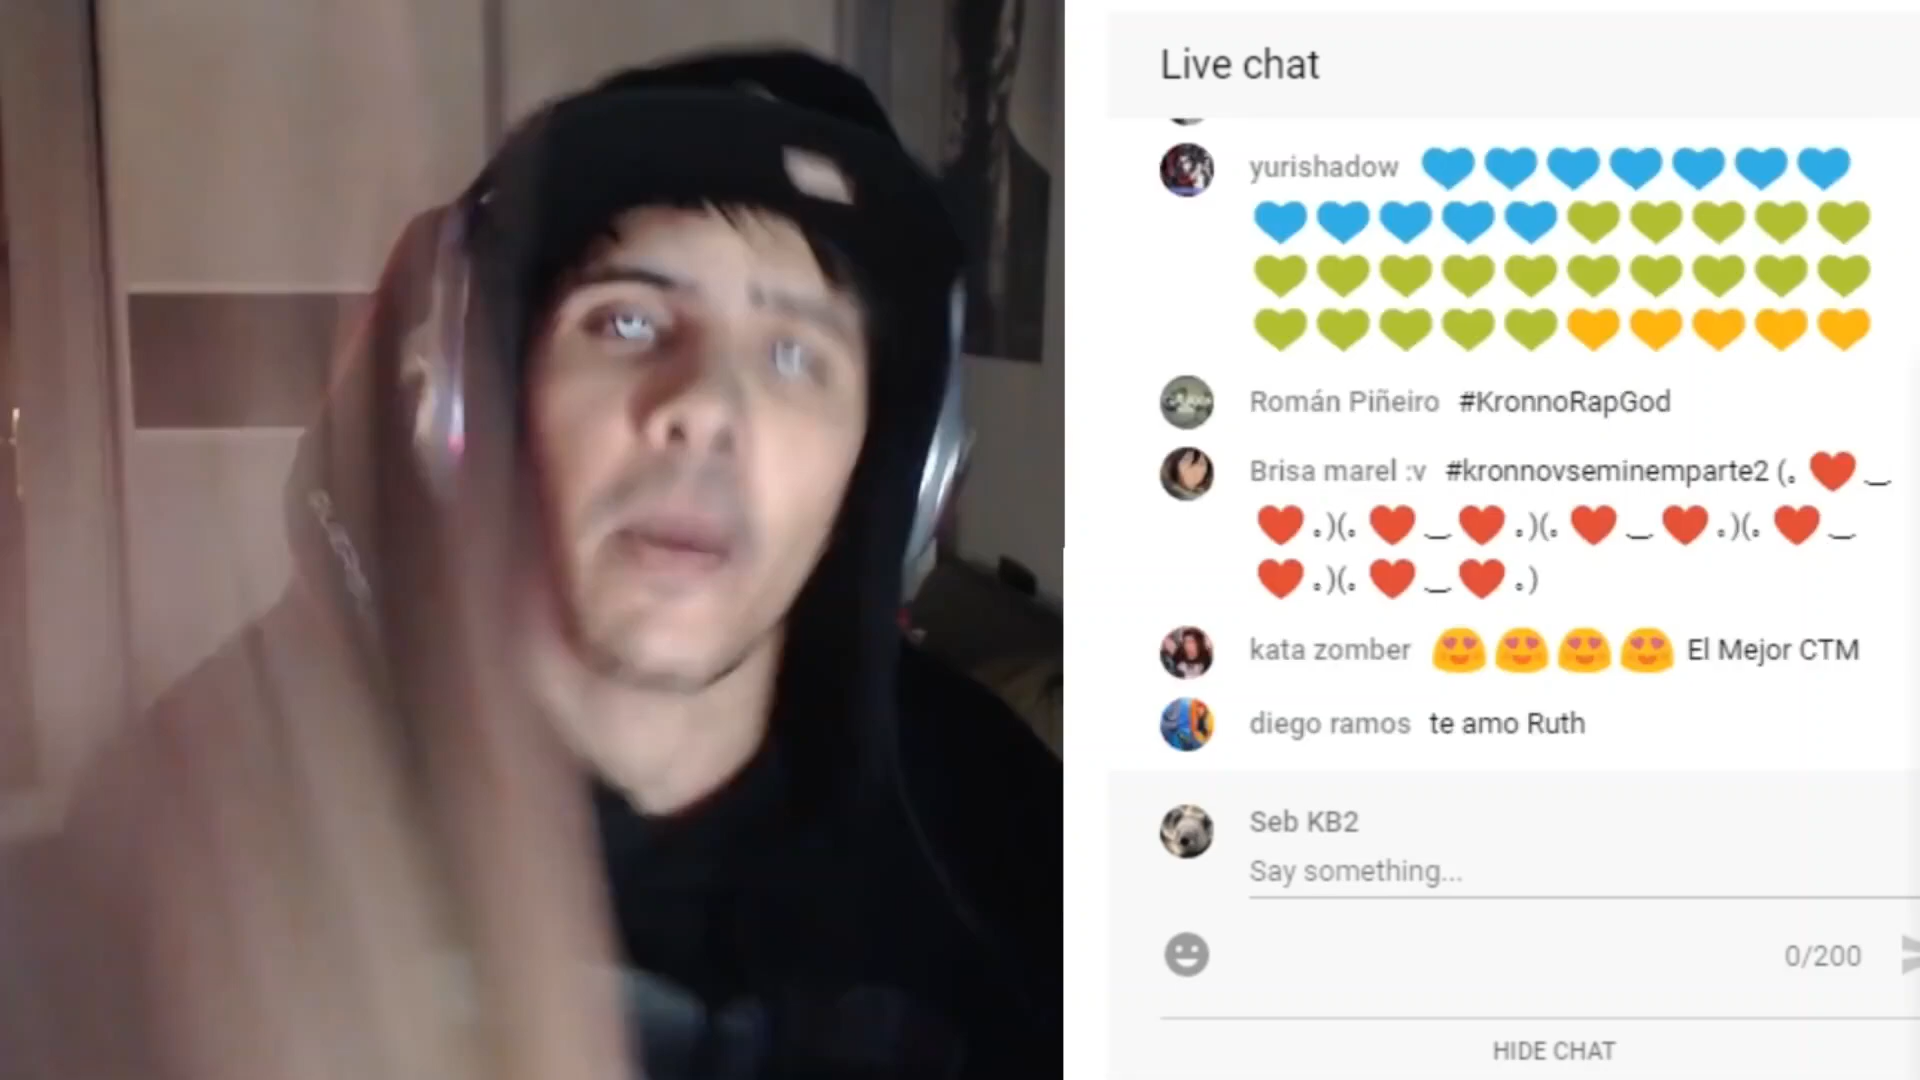 Live chat
yurishadow 💙💙💙💙💙💙💙
💙💙💙💙💙💚💚💚💚💚
💚💚💚💚💚💚💚💚💚💚
💚💚💚💚💚💛💛💛💛💛
Román Piñeiro #KronnoRapGod
Brisa marel :v #kronnovseminemparte2 (｡❤‿
❤｡)(｡❤‿❤｡)(｡❤‿❤｡)(｡❤‿
❤｡)(｡❤‿❤｡)
kata zomber 😍😍😍😍 El Mejor CTM
diego ramos te amo Ruth
Seb KB2
Say something...
0/200
HIDE CHAT